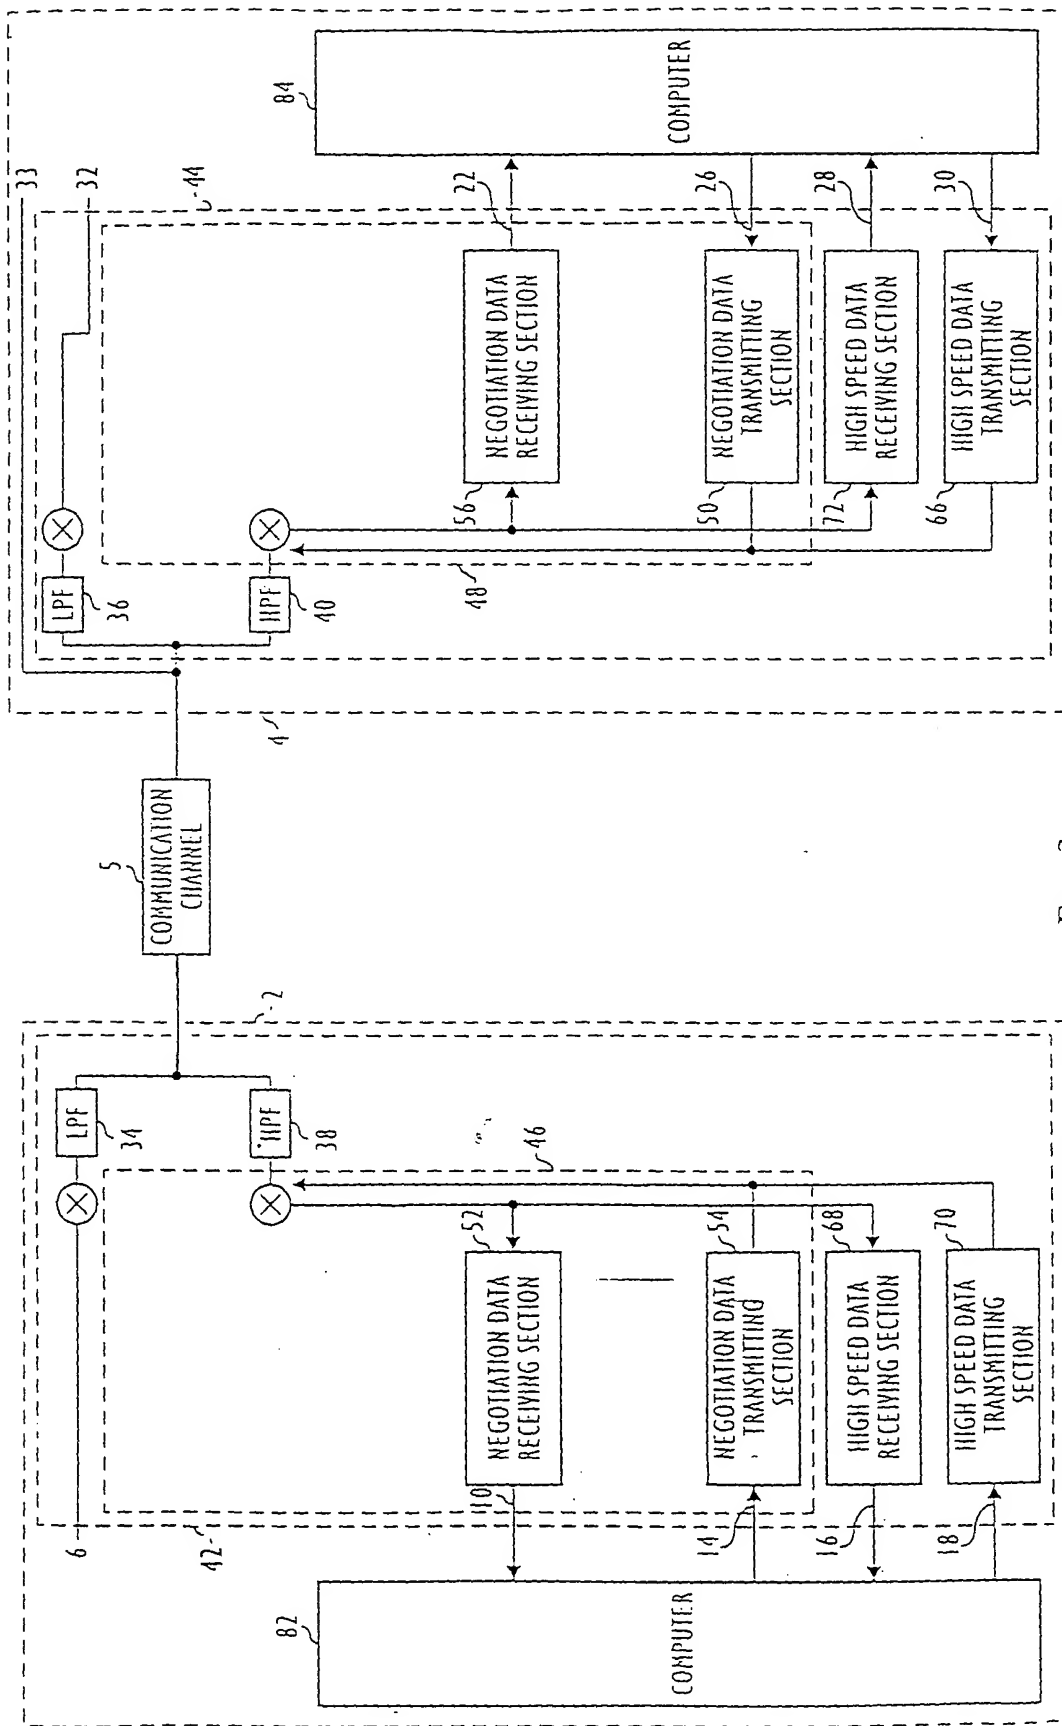 2
42
6
LPF
34
HPF
38
46
82
COMPUTER
10
NEGOTIATION DATA
RECEIVING SECTION
52
14
NEGOTIATION DATA
TRANSMITTING
SECTION
54
16
HIGH SPEED DATA
RECEIVING SECTION
68
18
HIGH SPEED DATA
TRANSMITTING
SECTION
70
5
COMMUNICATION
CHANNEL
4
33
32
44
LPF
36
HPF
40
48
56
NEGOTIATION DATA
RECEIVING SECTION
22
50
NEGOTIATION DATA
TRANSMITTING
SECTION
26
72
HIGH SPEED DATA
RECEIVING SECTION
28
66
HIGH SPEED DATA
TRANSMITTING
SECTION
30
84
COMPUTER